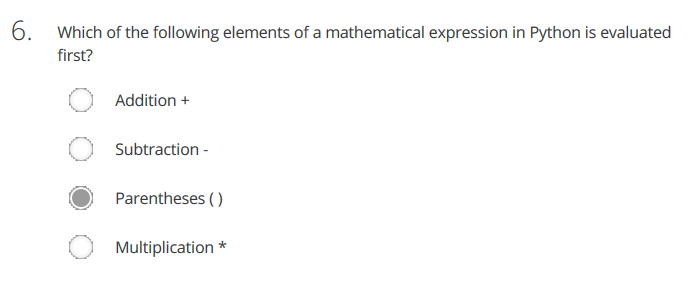 6. Which of the following elements of a mathematical expression in Python is evaluated
first?
Addition +
Subtraction -
Parentheses ( )
Multiplication *